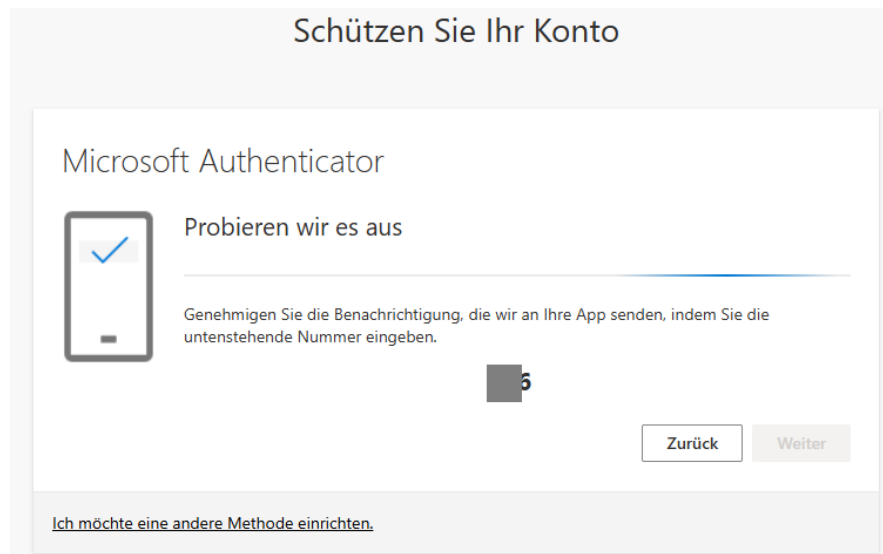 Schützen Sie Ihr Konto
Microsoft Authenticator
Probieren wir es aus
Genehmigen Sie die Benachrichtigung, die wir an Ihre App senden, indem Sie die
untenstehende Nummer eingeben.
6
Zurück
Weiter
Ich möchte eine andere Methode einrichten.